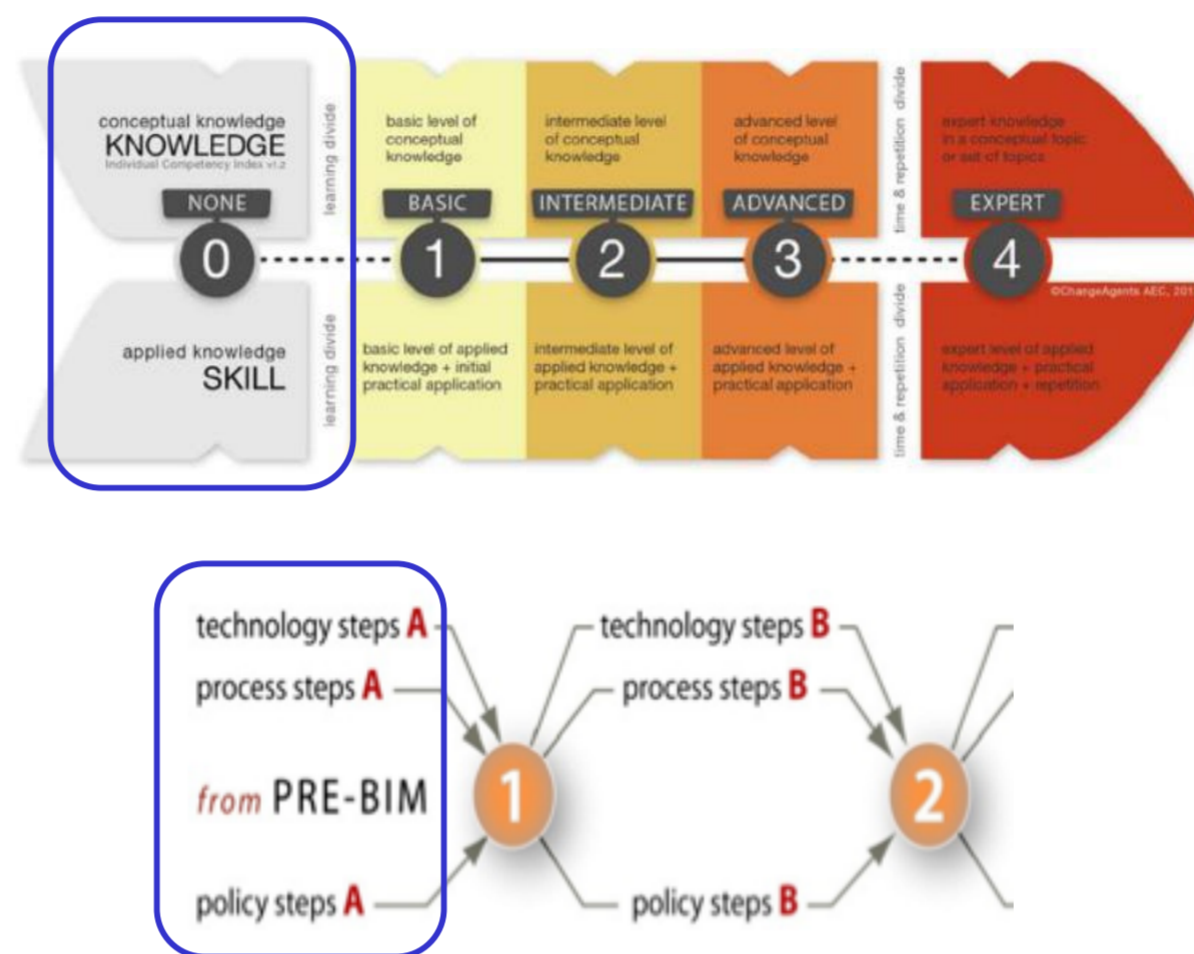 conceptual knowledge
KNOWLEDGE
Individual Competency Index v1.2
NONE
0
learning divide
basic level of
conceptual
knowledge
BASIC
1
intermediate level
of conceptual
knowledge
INTERMEDIATE
2
advanced level
of conceptual
knowledge
ADVANCED
3
time & repetition divide
expert knowledge
in a conceptual topic
or set of topics
EXPERT
4
©ChangeAgents AEC,
applied knowledge
SKILL
learning divide
basic level of applied
knowledge + initial
practical application
intermediate level of
applied knowledge +
practical application
advanced level of
applied knowledge +
practical application
time & repetition divide
expert level of applied
knowledge + practical
application + repetition
technology steps A
process steps A
from PRE-BIM
policy steps A
1
technology steps B
process steps B
policy steps B
2